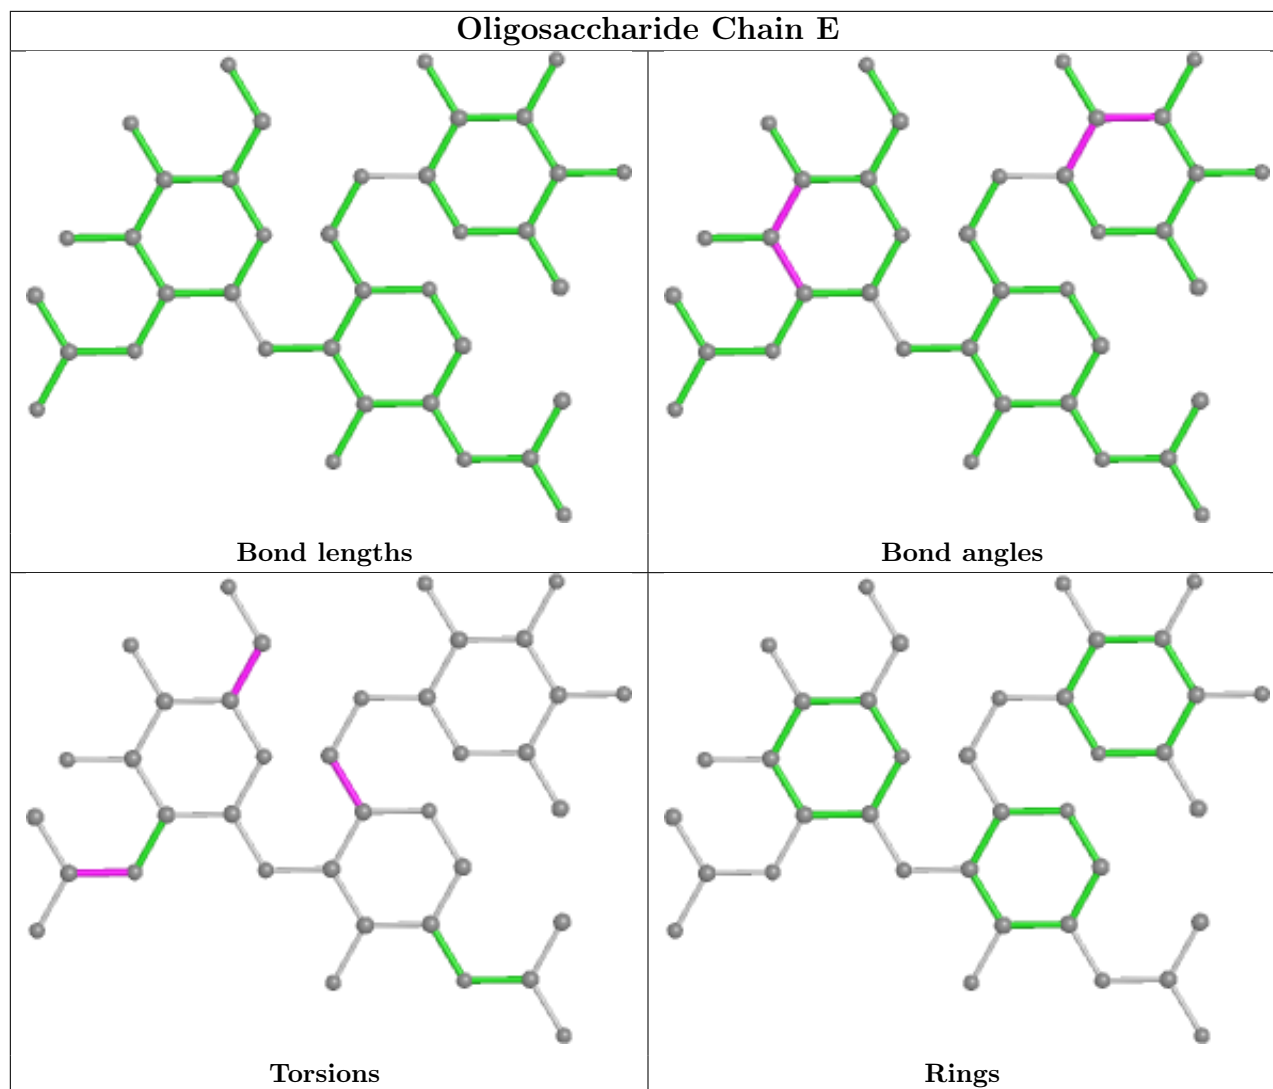 Oligosaccharide Chain E
Bond lengths
Bond angles
Torsions
Rings